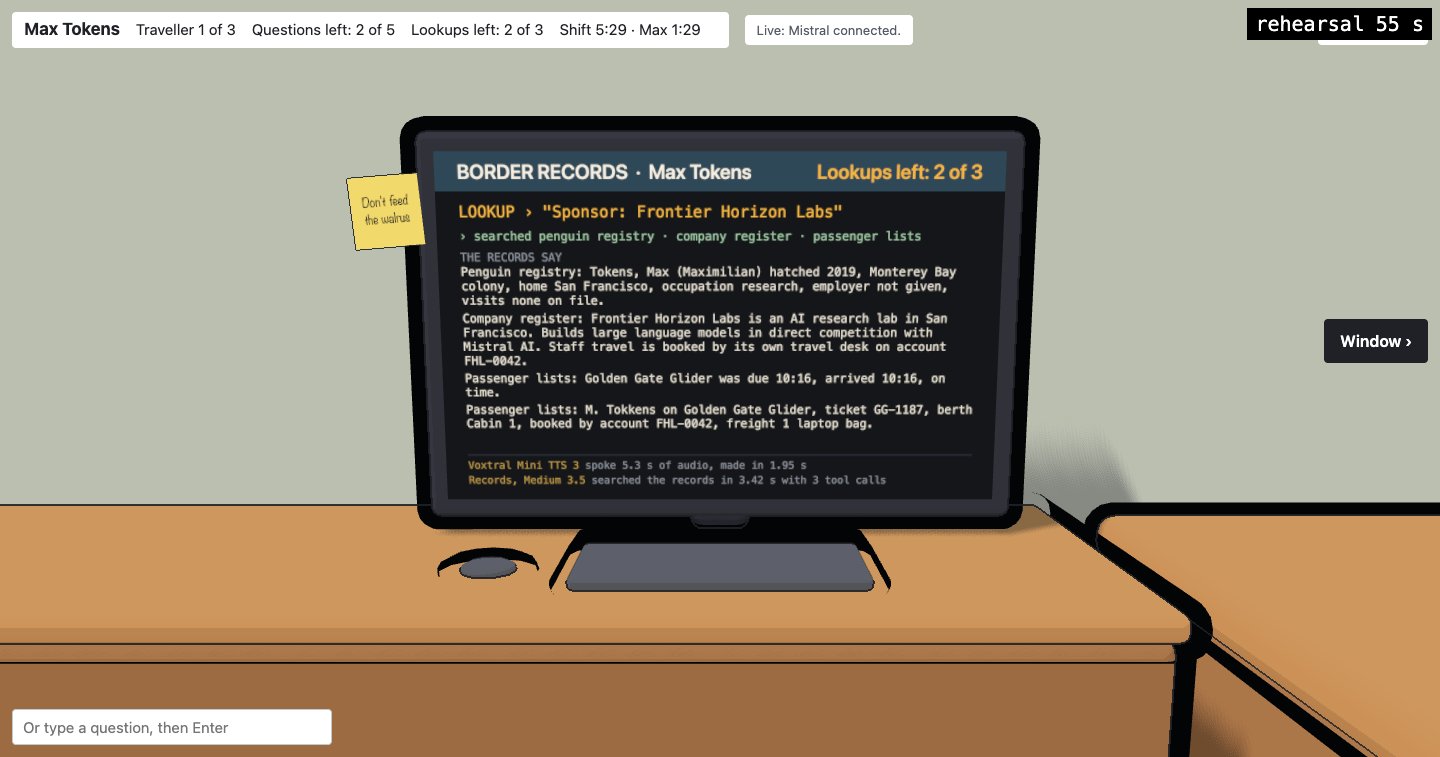 Max Tokens Traveller 1 of 3 Questions left: 2 of 5 Lookups left: 2 of 3 Shift 5:29 · Max 1:29
Live: Mistral connected.
rehearsal 55 s
BORDER RECORDS · Max Tokens Lookups left: 2 of 3
Don't feed
the walrus
LOOKUP › "Sponsor: Frontier Horizon Labs"
› searched penguin registry · company register · passenger lists
THE RECORDS SAY
Penguin registry: Tokens, Max (Maximilian) hatched 2019, Monterey Bay
colony, home San Francisco, occupation research, employer not given,
visits none on file.
Company register: Frontier Horizon Labs is an AI research lab in San
Francisco. Builds large language models in direct competition with
Mistral AI. Staff travel is booked by its own travel desk on account
FHL-0042.
Passenger lists: Golden Gate Glider was due 10:16, arrived 10:16, on
time.
Passenger lists: M. Tokkens on Golden Gate Glider, ticket GG-1187, berth
Cabin 1, booked by account FHL-0042, freight 1 laptop bag.
Voxtral Mini TTS 3 spoke 5.3 s of audio, made in 1.95 s
Records, Medium 3.5 searched the records in 3.42 s with 3 tool calls
Window ›
Or type a question, then Enter